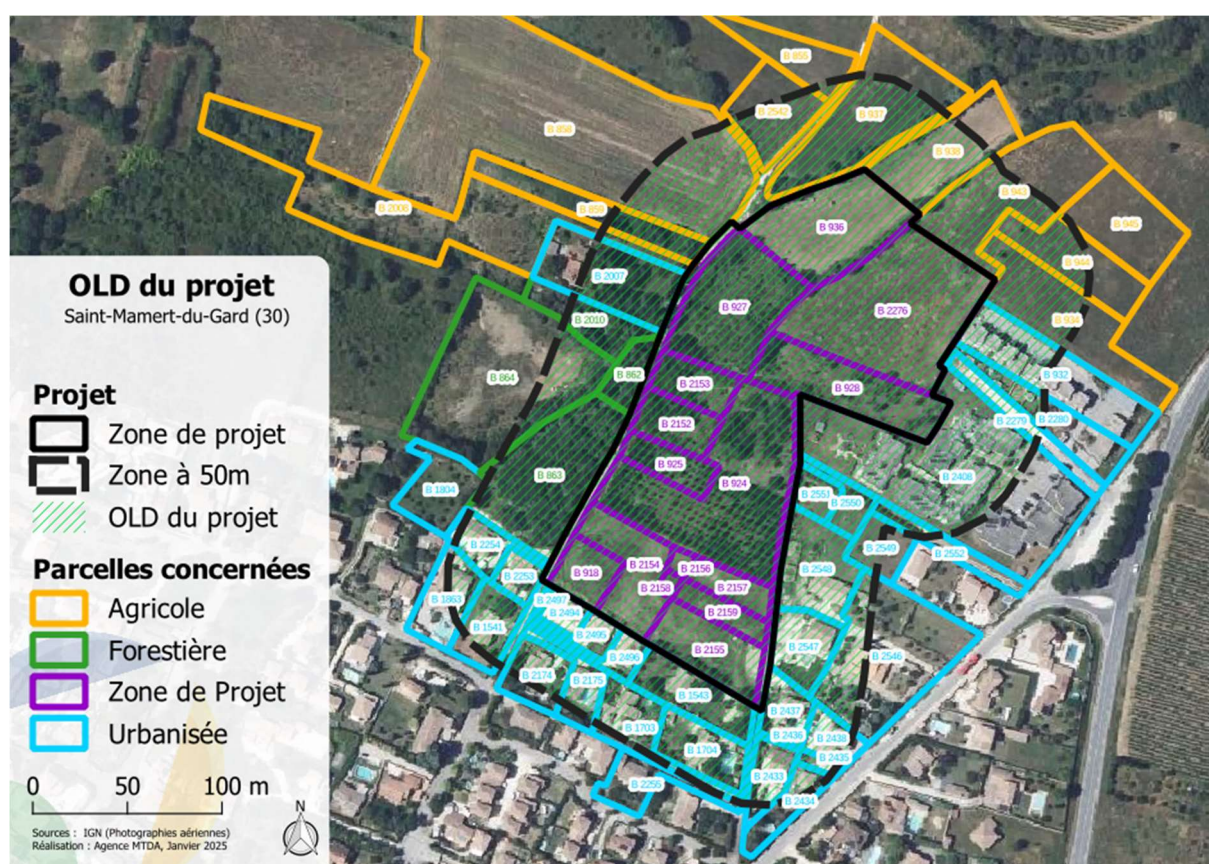 OLD du projet
Saint-Mamert-du-Gard (30)
Projet
Zone de projet
Zone à 50m
OLD du projet
Parcelles concernées
Agricole
Forestière
Zone de Projet
Urbanisée
0 50 100 m
N
Sources : IGN (Photographies aériennes)
Réalisation : Agence MTDA, Janvier 2025
B 855
B 2542
B 937
B 858
B 938
B 943
B 2006
B 859
B 945
B 936
B 944
B 2007
B 927
B 2276
B 2010
B 934
B 864
B 862
B 932
B 2153
B 928
B 2152
B 2279
B 2280
B 925
B 863
B 924
B 2408
B 1804
B 2551
B 2550
B 2254
B 2549
B 2552
B 2253
B 918
B 2154
B 2156
B 2548
B 2158
B 2157
B 1863
B 2497
B 2494
B 2159
B 1541
B 2495
B 2155
B 2547
B 2496
B 2546
B 2174
B 2175
B 1543
B 2437
B 1703
B 2436
B 2438
B 1704
B 2435
B 2433
B 2255
B 2434